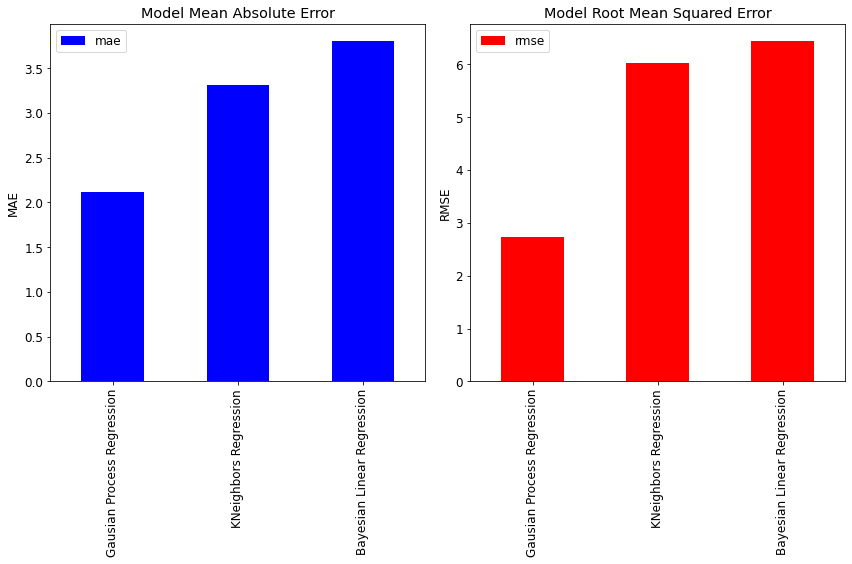 Model Mean Absolute Error
mae
3.5
3.0
2.5
2.0
1.5
1.0
0.5
0.0
MAE
Gausian Process Regression
KNeighbors Regression
Bayesian Linear Regression
Model Root Mean Squared Error
rmse
6
5
4
3
2
1
0
RMSE
Gausian Process Regression
KNeighbors Regression
Bayesian Linear Regression